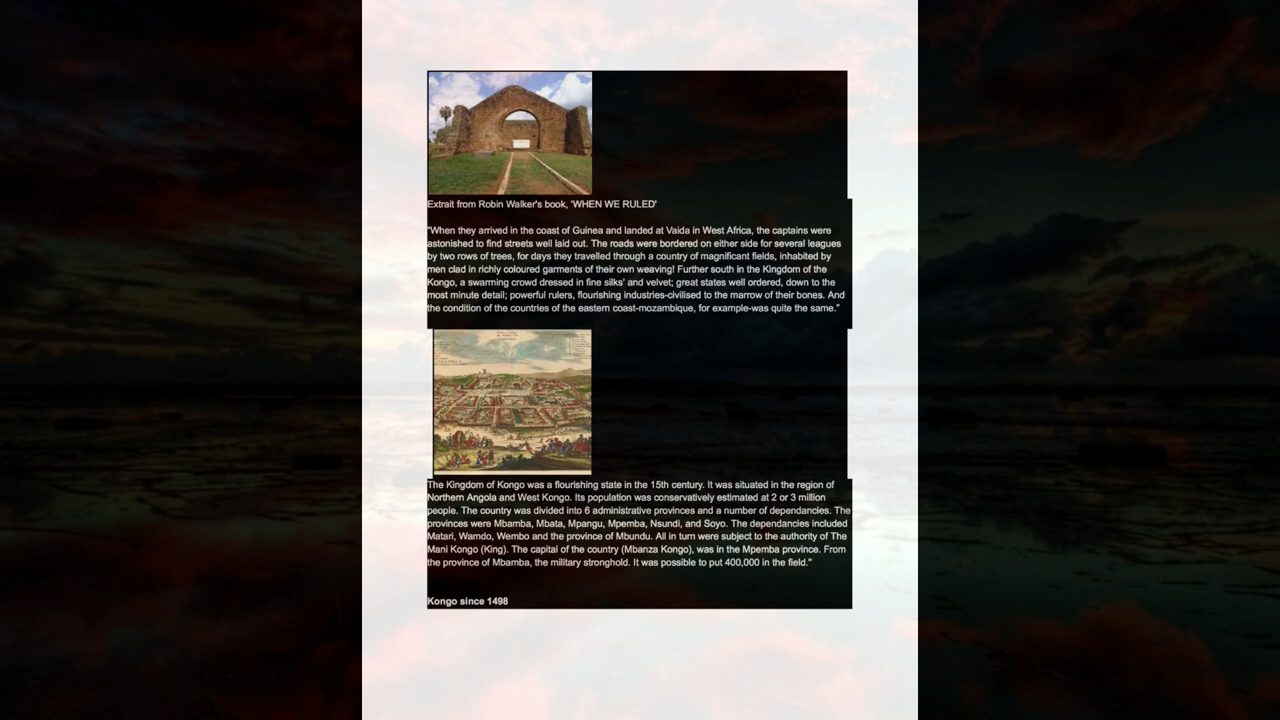 Extrait from Robin Walker's book, 'WHEN WE RULED'
"When they arrived in the coast of Guinea and landed at Vaida in West Africa, the captains were
astonished to find streets well laid out. The roads were bordered on either side for several leagues
by two rows of trees, for days they travelled through a country of magnificant fields, inhabited by
men clad in richly coloured garments of their own weaving! Further south in the Kingdom of the
Kongo, a swarming crowd dressed in fine silks' and velvet; great states well ordered, down to the
most minute detail; powerful rulers, flourishing industries-civilised to the marrow of their bones. And
the condition of the countries of the eastern coast-mozambique, for example-was quite the same."
The Kingdom of Kongo was a flourishing state in the 15th century. It was situated in the region of
Northern Angola and West Kongo. Its population was conservatively estimated at 2 or 3 million
people. The country was divided into 6 administrative provinces and a number of dependancies. The
provinces were Mbamba, Mbata, Mpangu, Mpemba, Nsundi, and Soyo. The dependancies included
Matari, Wamdo, Wembo and the province of Mbundu. All in turn were subject to the authority of The
Mani Kongo (King). The capital of the country (Mbanza Kongo), was in the Mpemba province. From
the province of Mbamba, the military stronghold. It was possible to put 400,000 in the field."
Kongo since 1498